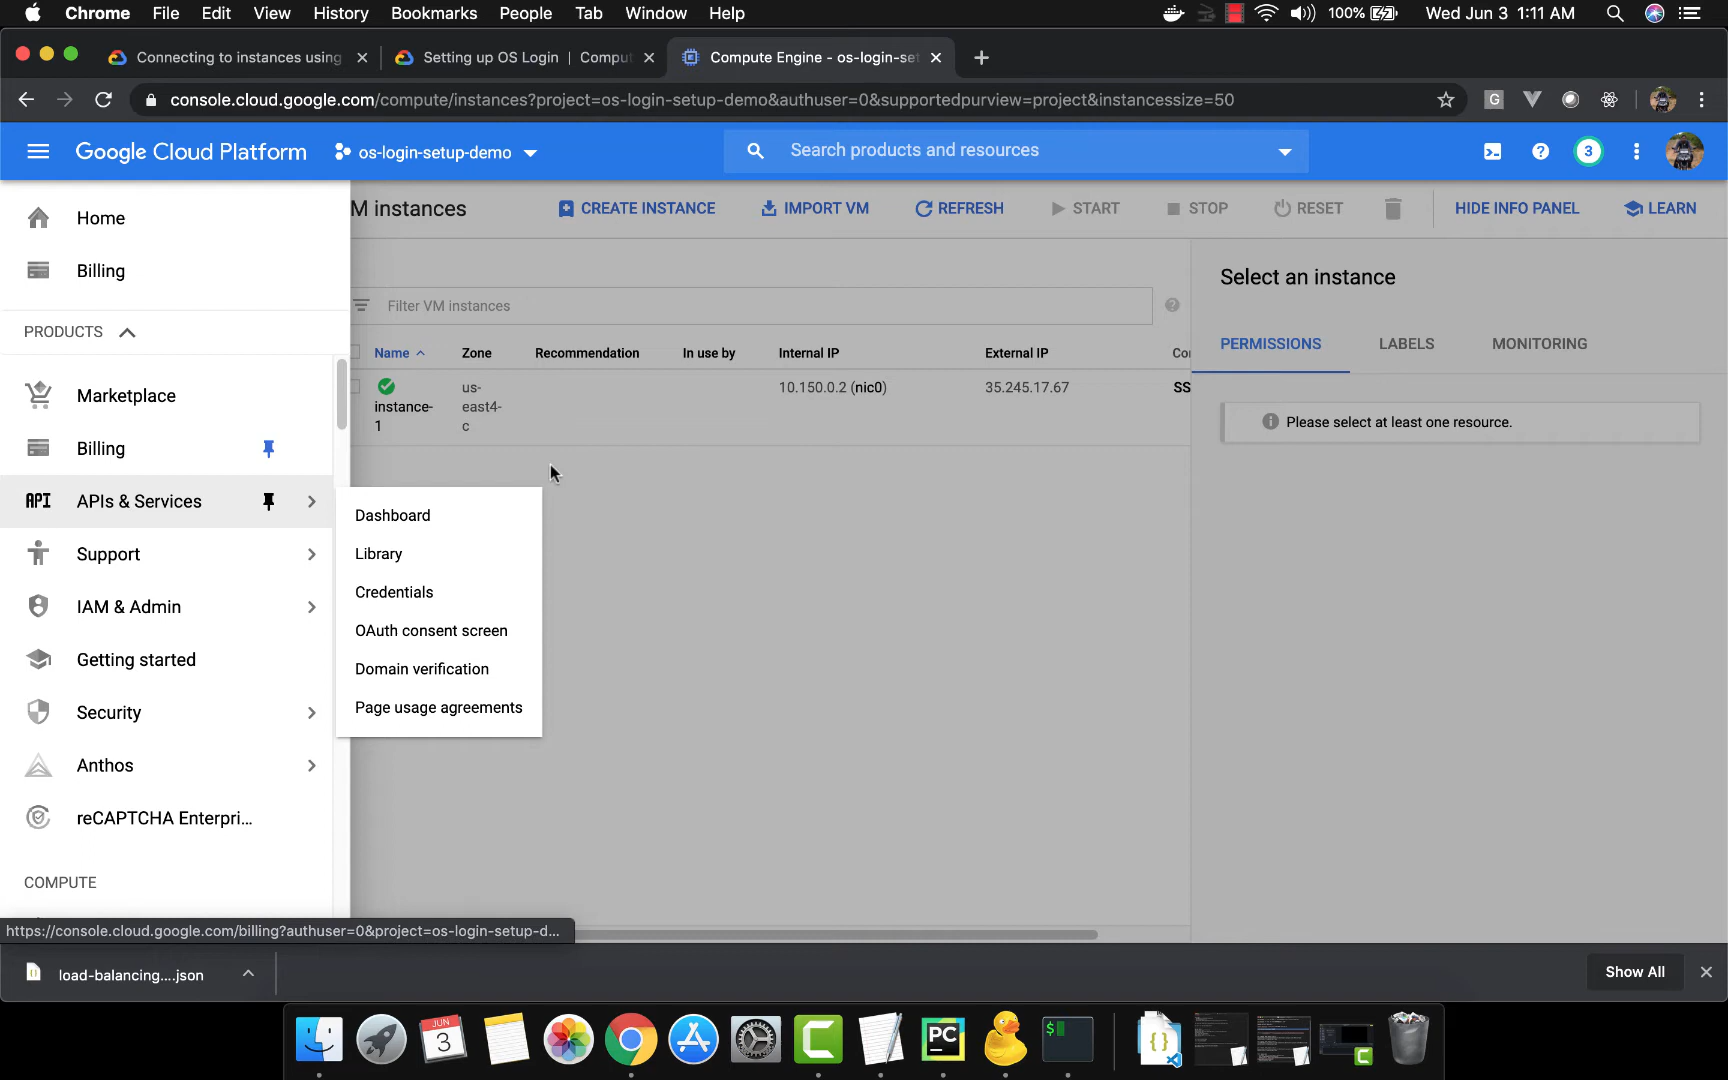 Chrome File Edit View History Bookmarks People Tab Window Help 100% Wed Jun 3 1:11 AM
Connecting to instances using Setting up OS Login | Comput Compute Engine - os-login-set
console.cloud.google.com/compute/instances?project=os-login-setup-demo&authuser=0&supportedpurview=project&instancessize=50
G
Google Cloud Platform os-login-setup-demo Search products and resources 3
Home
Billing
PRODUCTS
Marketplace
Billing
API APIs & Services
Support
IAM & Admin
Getting started
Security
Anthos
reCAPTCHA Enterpri...
COMPUTE
Dashboard
Library
Credentials
OAuth consent screen
Domain verification
Page usage agreements
M instances CREATE INSTANCE IMPORT VM REFRESH START STOP RESET HIDE INFO PANEL LEARN
Filter VM instances
Name Zone Recommendation In use by Internal IP External IP Co
instance-1 us-east4-c 10.150.0.2 (nic0) 35.245.17.67 SS
Select an instance
PERMISSIONS LABELS MONITORING
Please select at least one resource.
https://console.cloud.google.com/billing?authuser=0&project=os-login-setup-d...
load-balancing....json Show All
JUN
3
PC
$